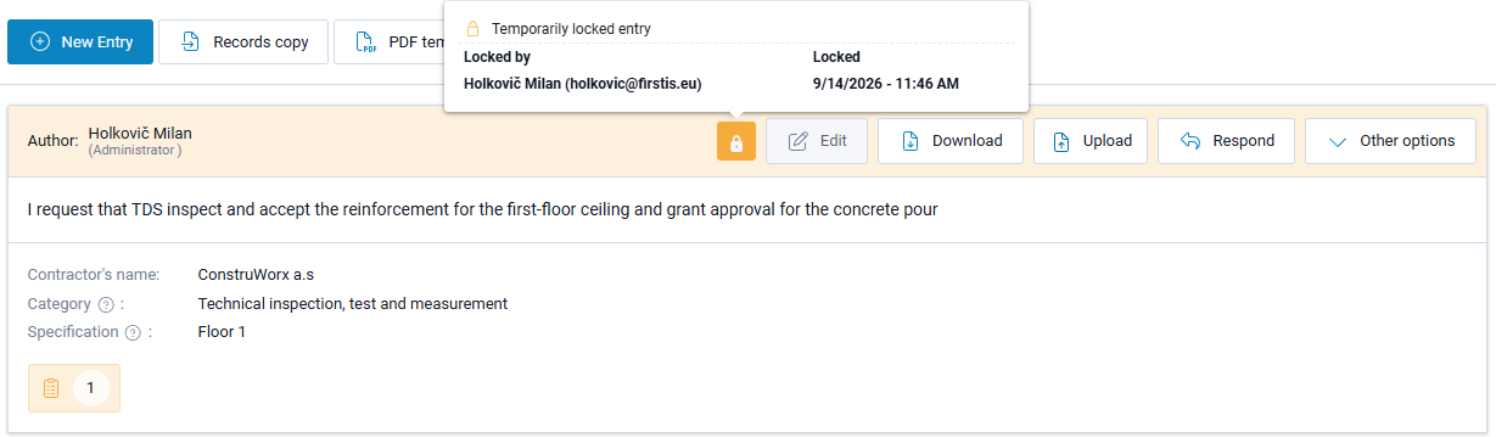 New Entry
Records copy
PDF
Temporarily locked entry
Locked by Locked
Holkovič Milan (holkovic@firstis.eu) 9/14/2026 - 11:46 AM
Author: Holkovič Milan
(Administrator )
Edit
Download
Upload
Respond
Other options
I request that TDS inspect and accept the reinforcement for the first-floor ceiling and grant approval for the concrete pour
Contractor's name: ConstruWorx a.s
Category ? : Technical inspection, test and measurement
Specification ? : Floor 1
1